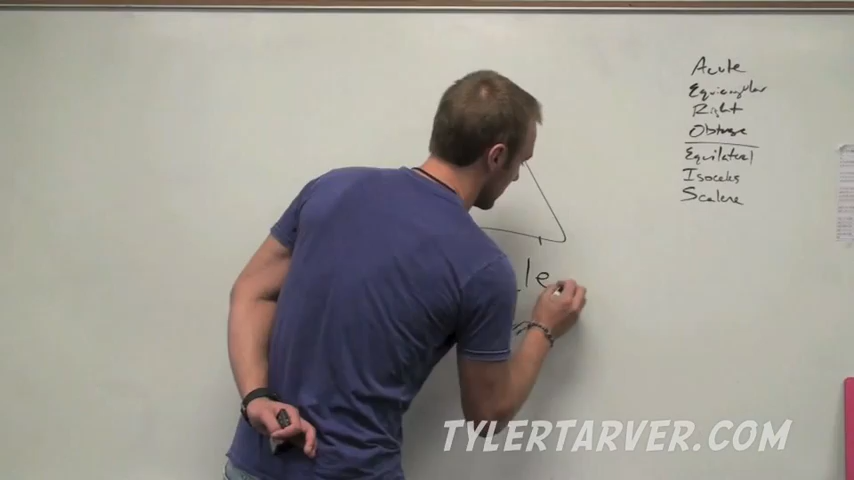 Acute
Equiangular
Right
Obtuse
Equilateral
Isoceles
Scalene
le
TYLERTARVER.COM